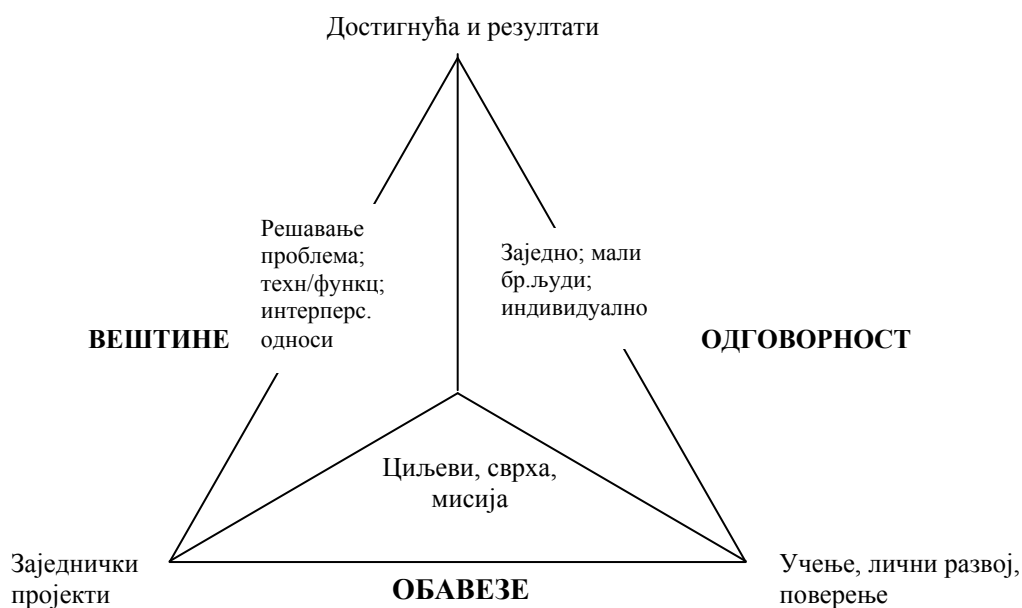 Достигнућа и резултати
Решавање
проблема;
техн/функц;
интерперс.
односи
Заједно; мали
бр.људи;
индивидуално
ВЕШТИНЕ
ОДГОВОРНОСТ
Циљеви, сврха,
мисија
Заједнички
пројекти
ОБАВЕЗЕ
Учење, лични развој,
поверење